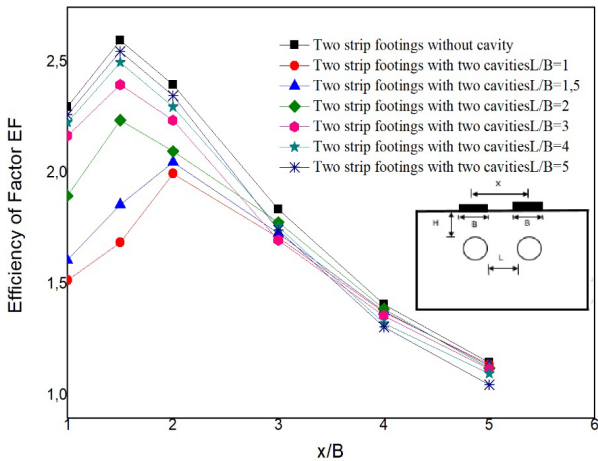 Efficiency of Factor EF
2,5
2,0
1,5
1,0
Two strip footings without cavity
Two strip footings with two cavitiesL/B=1
Two strip footings with two cavitiesL/B=1,5
Two strip footings with two cavitiesL/B=2
Two strip footings with two cavitiesL/B=3
Two strip footings with two cavitiesL/B=4
Two strip footings with two cavitiesL/B=5
X
B
B
H
L
1 2 3 4 5 6
x/B